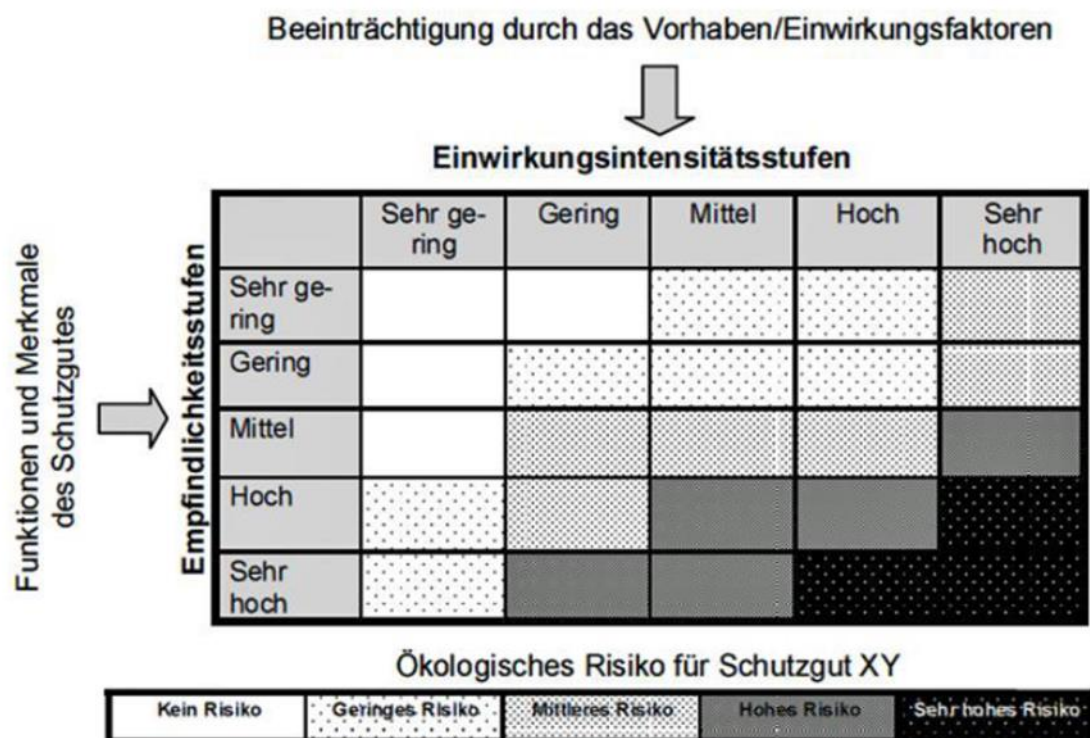 Beeinträchtigung durch das Vorhaben/Einwirkungsfaktoren
Einwirkungsintensitätsstufen
Sehr ge-
ring
Gering
Mittel
Hoch
Sehr
hoch
Funktionen und Merkmale
des Schutzgutes
Empfindlichkeitsstufen
Sehr ge-
ring
Gering
Mittel
Hoch
Sehr
hoch
Ökologisches Risiko für Schutzgut XY
Kein Risiko
Geringes Risiko
Mittleres Risiko
Hohes Risiko
Sehr hohes Risiko